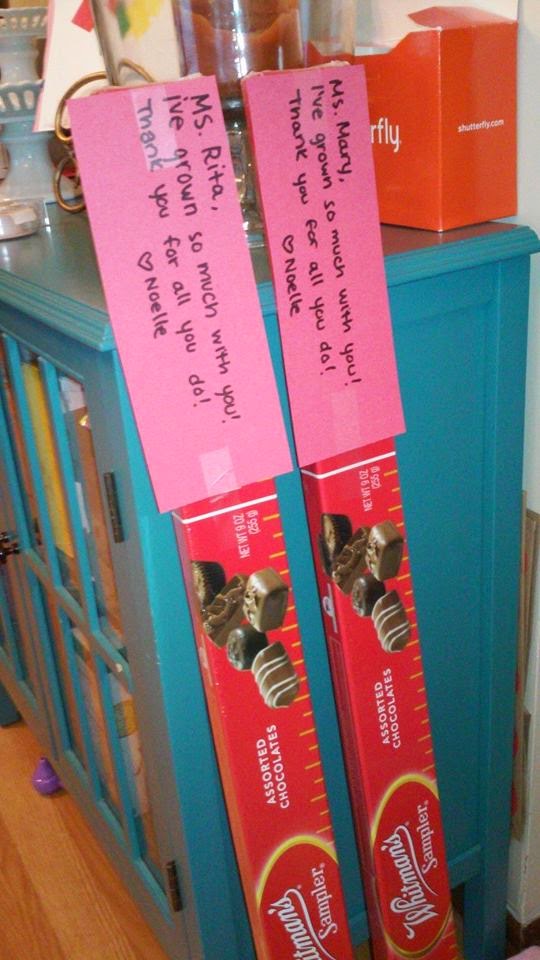 Ms. Rita,
i've grown so much with you!
Thank you for all you do!
♡ Noelle
Ms. Mary,
I've grown so much with you!
Thank you for all you do!
♡ Noelle
rfly.
shutterfly.com
NET WT 9 OZ
(255 g)
ASSORTED
CHOCOLATES
itman's
Sampler®
NET WT 9 OZ
(255 g)
ASSORTED
CHOCOLATES
Whitman's
Sampler®